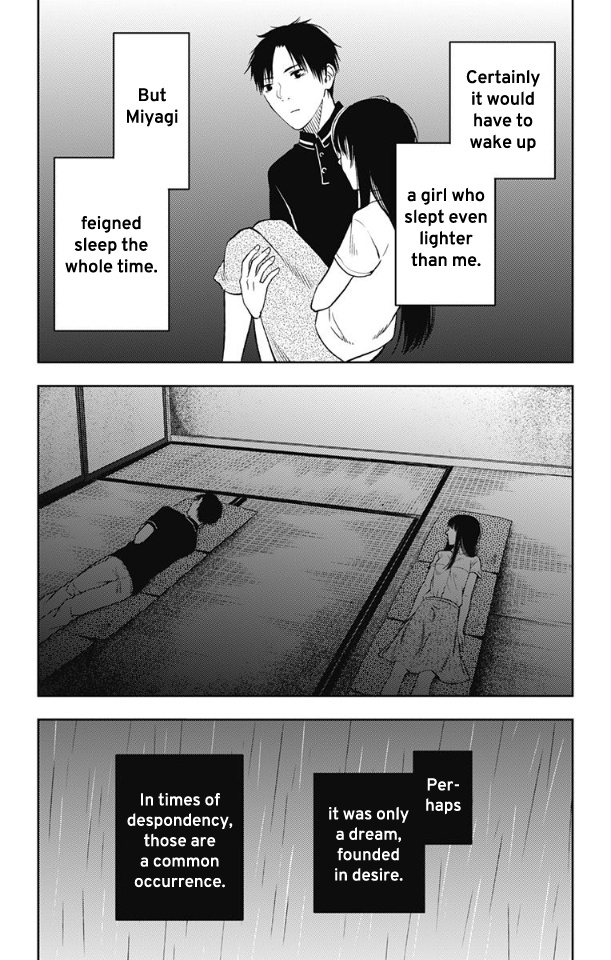 Certainly
it would
have to
wake up
a girl who
slept even
lighter
than me.
But
Miyagi
feigned
sleep the
whole time.
Per-
haps
it was only
a dream,
founded
in desire.
In times of
despondency,
those are
a common
occurrence.